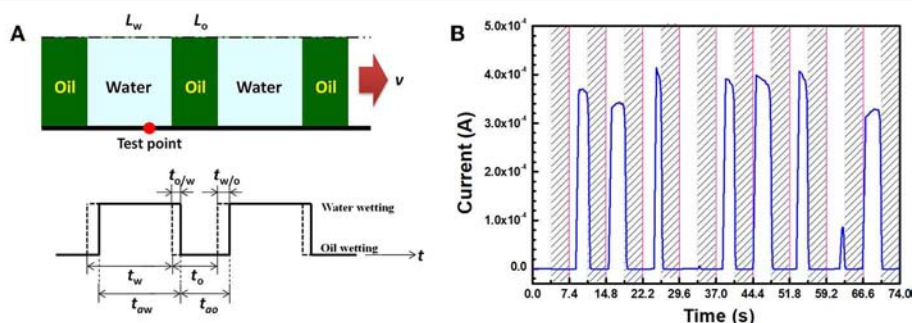 A
L_w L_o
Oil Water Oil Water Oil
v
Test point
t_o/w t_w/o
Water wetting
Oil wetting
t
t_w t_o
t_aw t_ao
B
Current (A)
5.0x10⁻⁴
4.0x10⁻⁴
3.0x10⁻⁴
2.0x10⁻⁴
1.0x10⁻⁴
0.0
0.0 7.4 14.8 22.2 29.6 37.0 44.4 51.8 59.2 66.6 74.0
Time (s)